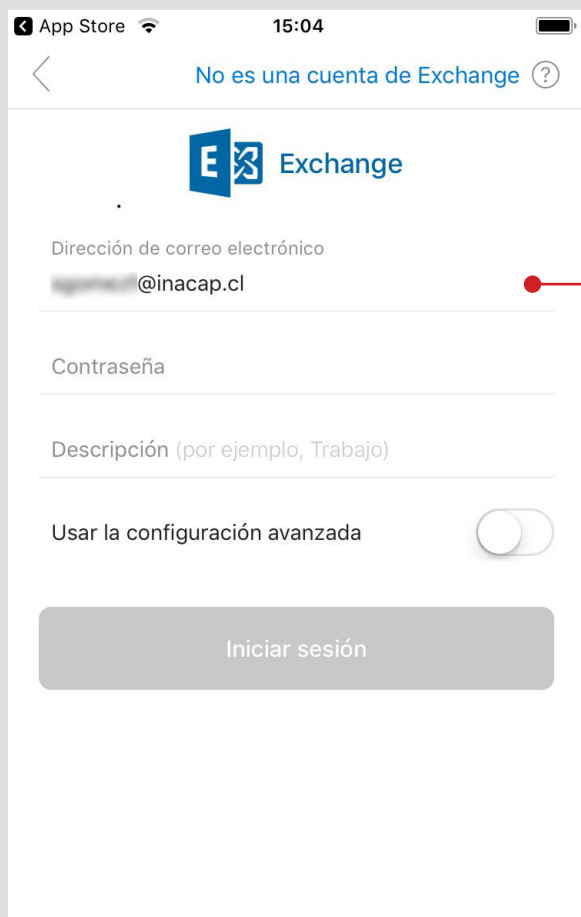 App Store 15:04
No es una cuenta de Exchange ?
E Exchange
Dirección de correo electrónico
@inacap.cl
Contraseña
Descripción (por ejemplo, Trabajo)
Usar la configuración avanzada
Iniciar sesión